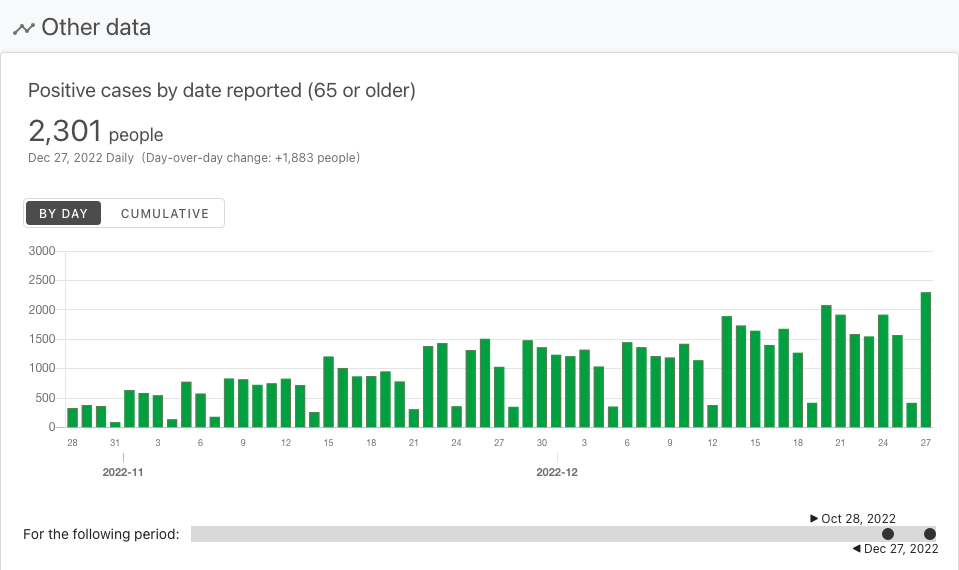 Other data
Positive cases by date reported (65 or older)
2,301 people
Dec 27, 2022 Daily (Day-over-day change: +1,883 people)
BY DAY CUMULATIVE
3000
2500
2000
1500
1000
500
0
28 31 3 6 9 12 15 18 21 24 27 30 3 6 9 12 15 18 21 24 27
2022-11 2022-12
Oct 28, 2022
For the following period:
Dec 27, 2022